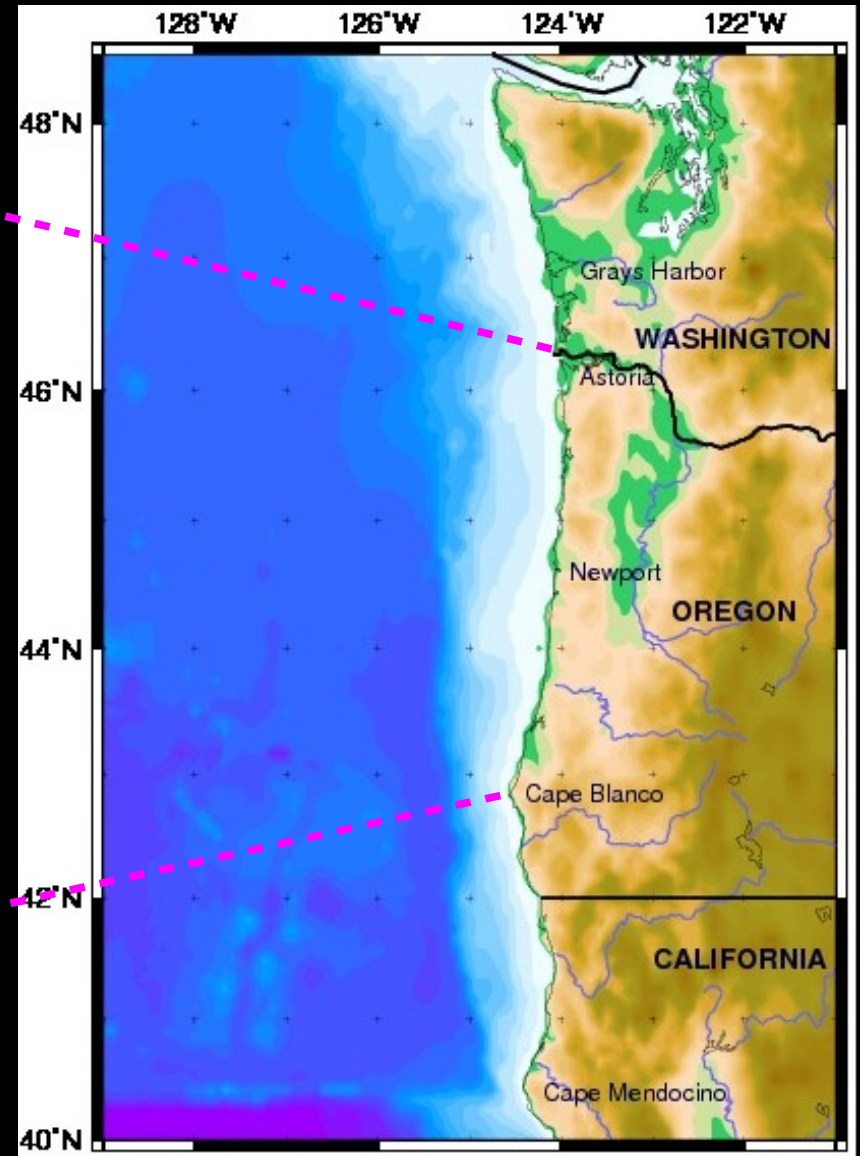 128°W 126°W 124°W 122°W
48°N
Grays Harbor
WASHINGTON
Astoria
46°N
Newport
OREGON
44°N
Cape Blanco
42°N
CALIFORNIA
Cape Mendocino
40°N